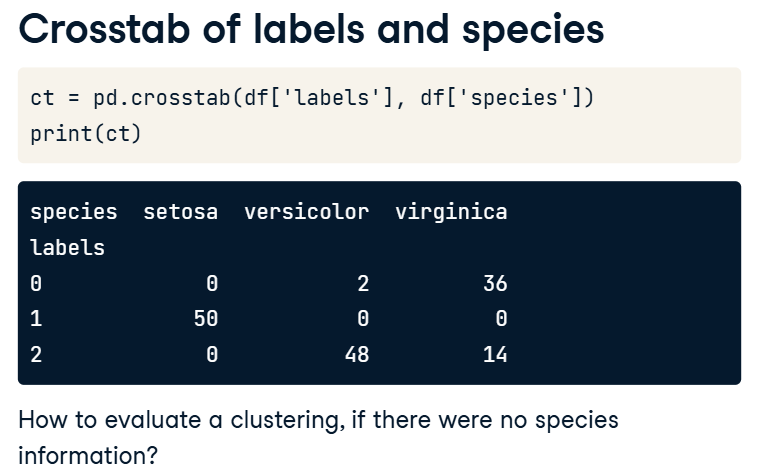 Crosstab of labels and species
ct = pd.crosstab(df['labels'], df['species'])
print(ct)
species  setosa  versicolor  virginica
labels
0             0           2         36
1            50           0          0
2             0          48         14
How to evaluate a clustering, if there were no species
information?